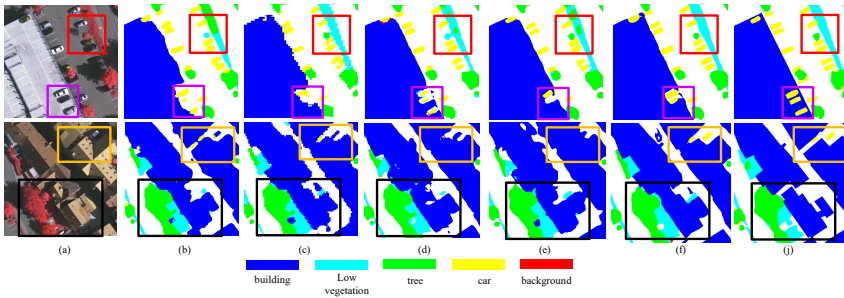 (a) (b) (c) (d) (e) (f) (j)
building Low vegetation tree car background